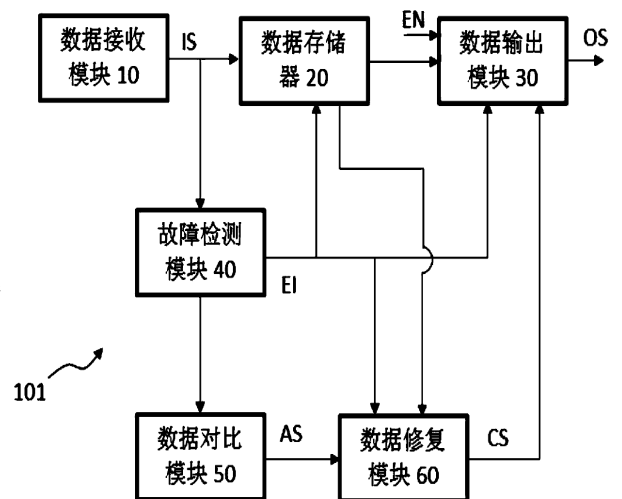 数据接收
模块 10
IS
数据存储
器 20
EN
数据输出
模块 30
OS
故障检测
模块 40
EI
101
数据对比
模块 50
AS
数据修复
模块 60
CS